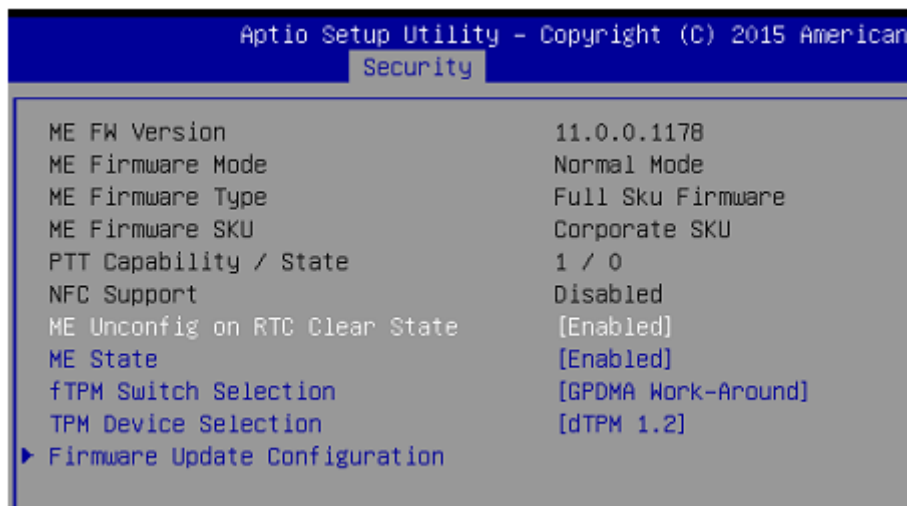 Aptio Setup Utility – Copyright (C) 2015 American
Security
ME FW Version 11.0.0.1178
ME Firmware Mode Normal Mode
ME Firmware Type Full Sku Firmware
ME Firmware SKU Corporate SKU
PTT Capability / State 1 / 0
NFC Support Disabled
ME Unconfig on RTC Clear State [Enabled]
ME State [Enabled]
fTPM Switch Selection [GPDMA Work-Around]
TPM Device Selection [dTPM 1.2]
Firmware Update Configuration